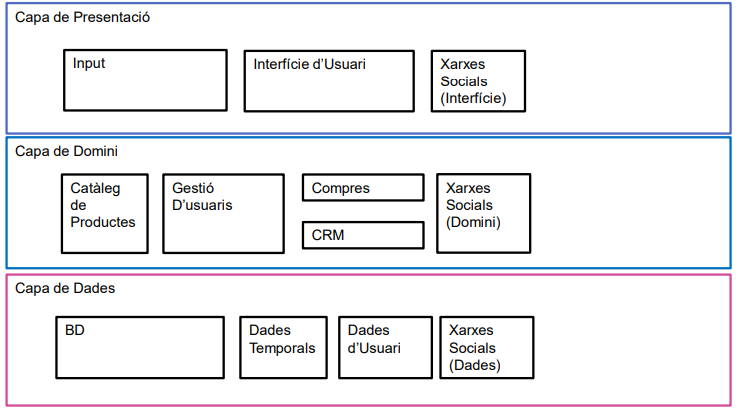 Capa de Presentació
Input
Interfície d'Usuari
Xarxes
Socials
(Interfície)
Capa de Domini
Catàleg
de
Productes
Gestió
D'usuaris
Compres
CRM
Xarxes
Socials
(Domini)
Capa de Dades
BD
Dades
Temporals
Dades
d'Usuari
Xarxes
Socials
(Dades)